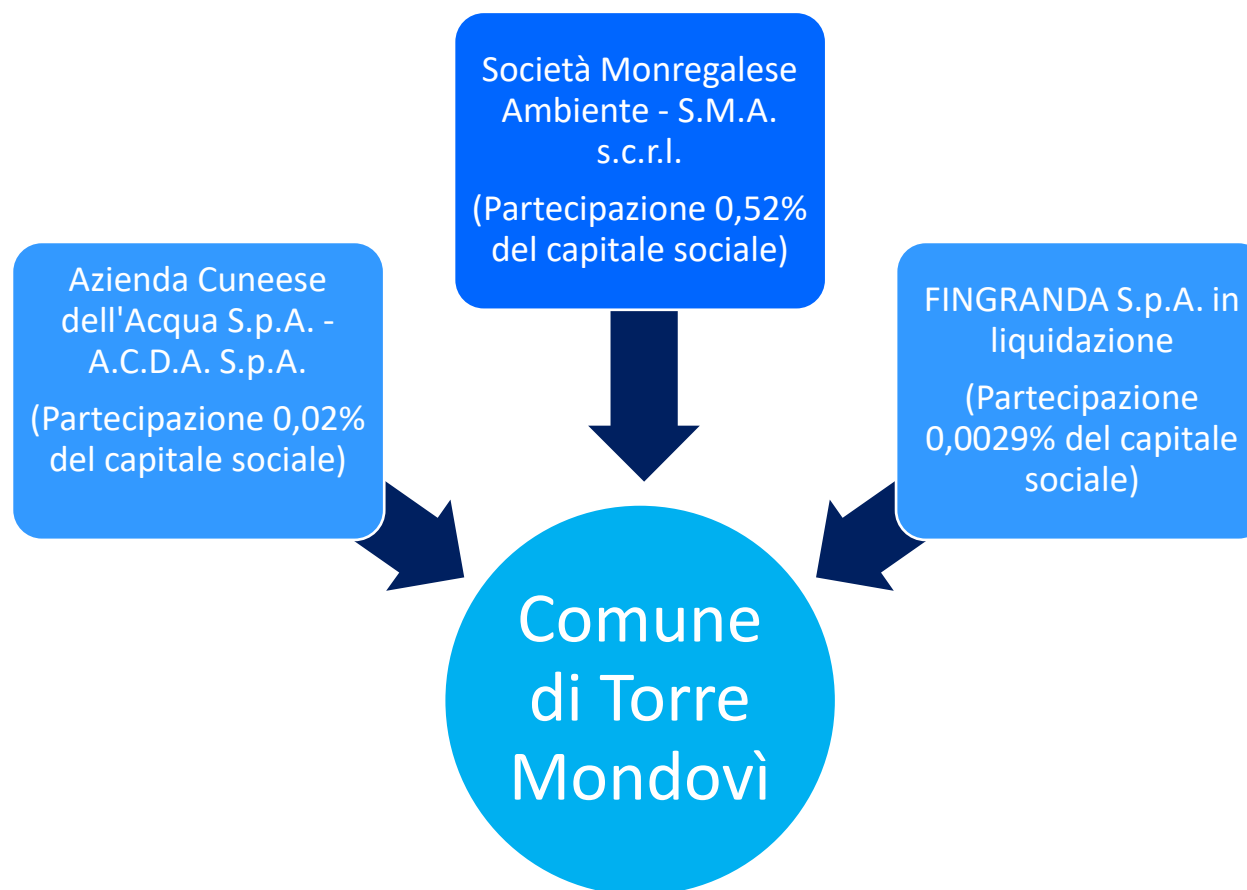 Società Monregalese
Ambiente - S.M.A.
s.c.r.l.
(Partecipazione 0,52%
del capitale sociale)
Azienda Cuneese
dell'Acqua S.p.A. -
A.C.D.A. S.p.A.
(Partecipazione 0,02%
del capitale sociale)
FINGRANDA S.p.A. in
liquidazione
(Partecipazione
0,0029% del capitale
sociale)
Comune
di Torre
Mondovì